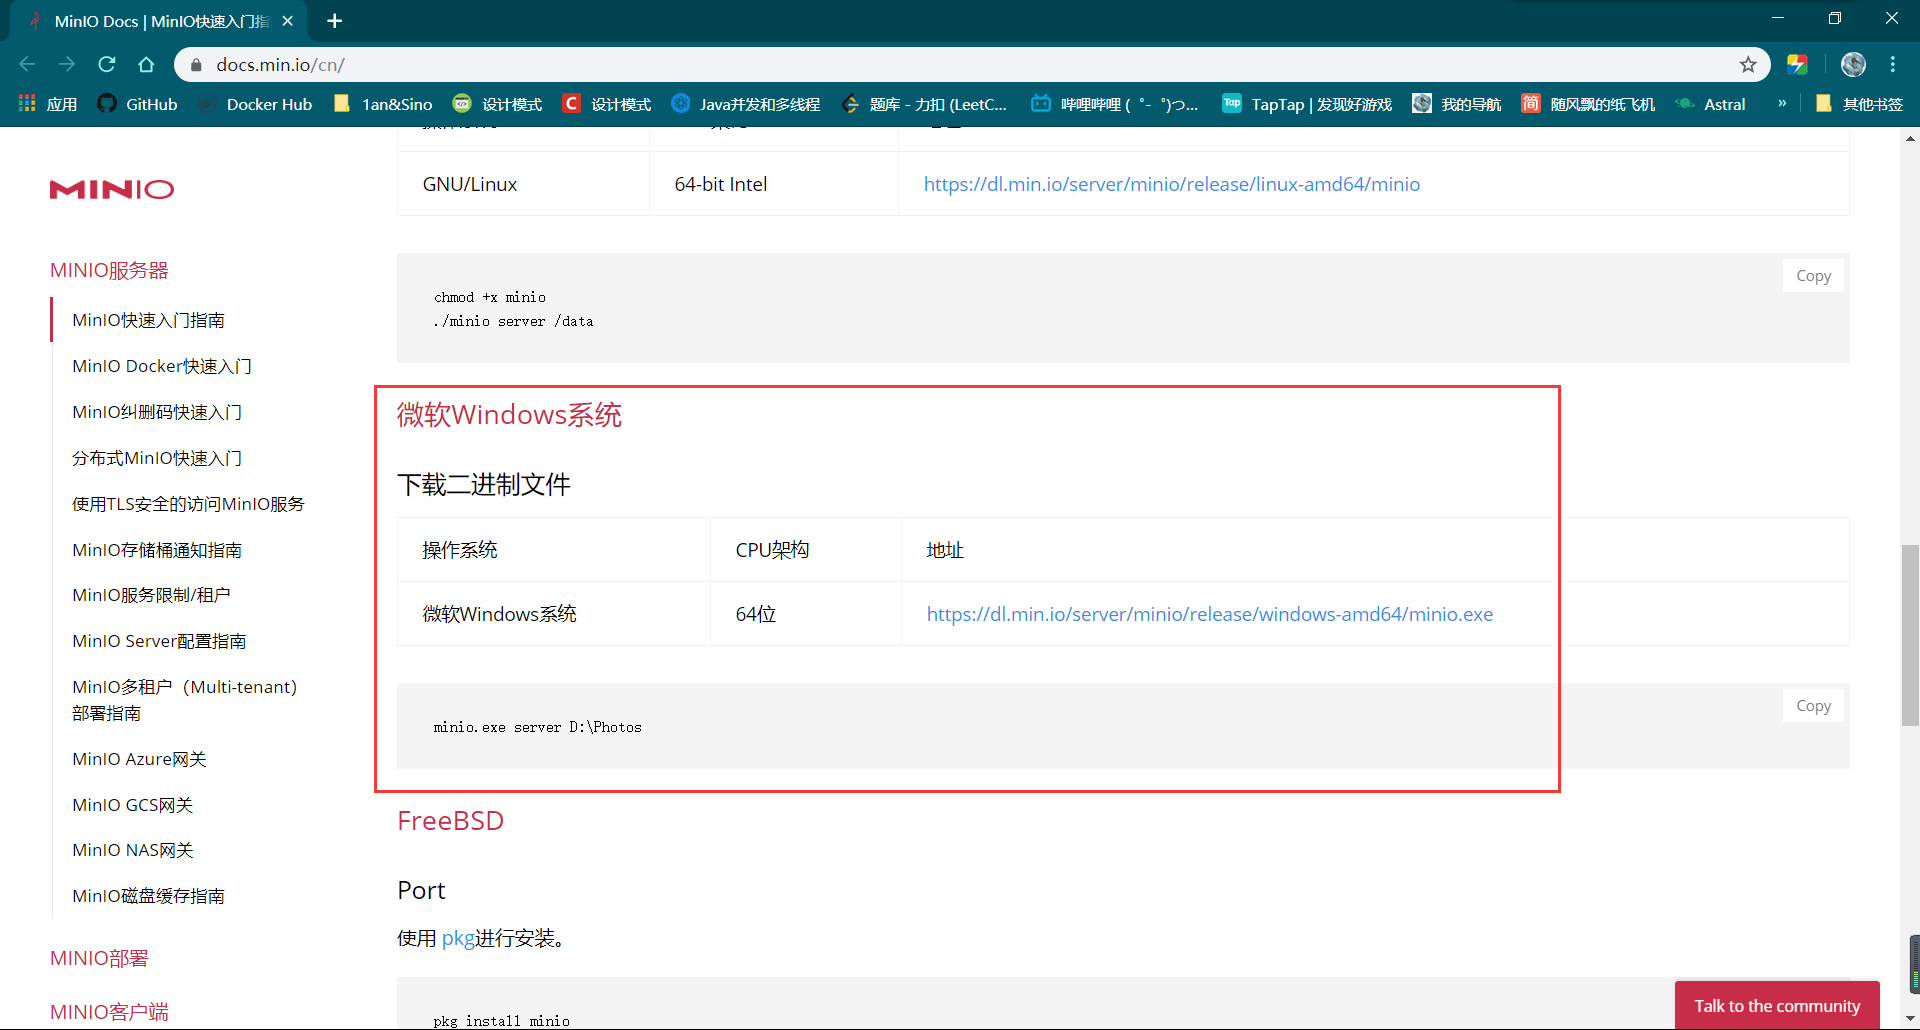 MinIO Docs | MinIO快速入门指
docs.min.io/cn/
应用
GitHub
Docker Hub
1an&Sino
设计模式
设计模式
Java并发和多线程
题库 - 力扣 (LeetC...
哔哩哔哩 ( ゜- ゜)つ...
TapTap | 发现好游戏
我的导航
随风飘的纸飞机
Astral
»
其他书签
MINIO
MINIO服务器
MinIO快速入门指南
MinIO Docker快速入门
MinIO纠删码快速入门
分布式MinIO快速入门
使用TLS安全的访问MinIO服务
MinIO存储桶通知指南
MinIO服务限制/租户
MinIO Server配置指南
MinIO多租户（Multi-tenant）
部署指南
MinIO Azure网关
MinIO GCS网关
MinIO NAS网关
MinIO磁盘缓存指南
MINIO部署
MINIO客户端
GNU/Linux
64-bit Intel
https://dl.min.io/server/minio/release/linux-amd64/minio
Copy
chmod +x minio
./minio server /data
微软Windows系统
下载二进制文件
操作系统
CPU架构
地址
微软Windows系统
64位
https://dl.min.io/server/minio/release/windows-amd64/minio.exe
Copy
minio.exe server D:\Photos
FreeBSD
Port
使用 pkg进行安装。
pkg install minio
Talk to the community